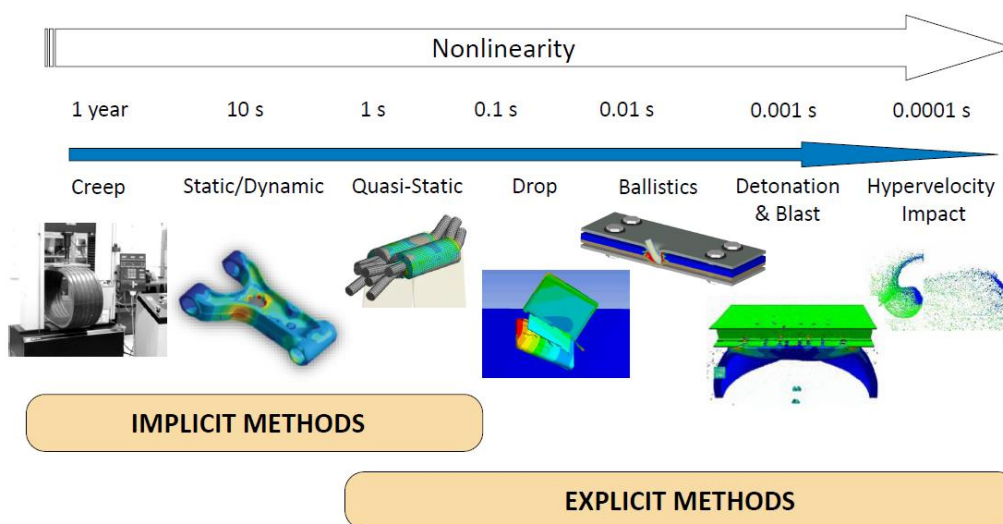 Nonlinearity
1 year 10 s 1 s 0.1 s 0.01 s 0.001 s 0.0001 s
Creep Static/Dynamic Quasi-Static Drop Ballistics Detonation Hypervelocity
& Blast Impact
IMPLICIT METHODS
EXPLICIT METHODS